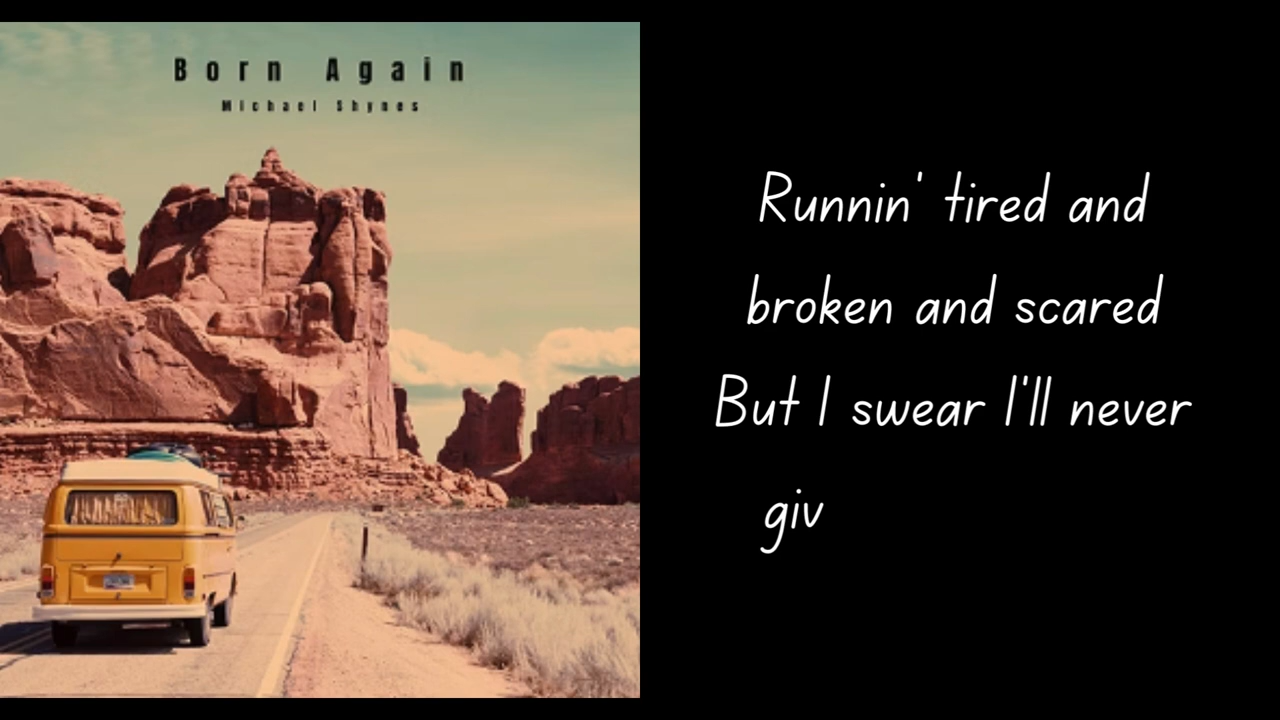 Born Again
Michael Shynes
Runnin' tired and
broken and scared
But I swear I'll never
giv